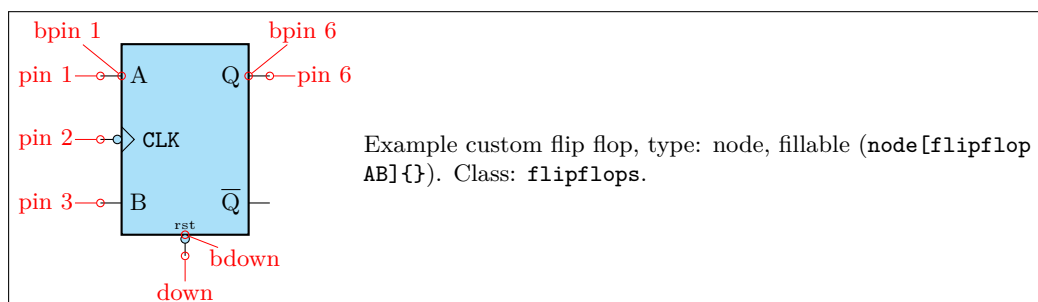 bpin 1
bpin 6
pin 1
A
Q
pin 6
pin 2
CLK
Example custom flip flop, type: node, fillable (node[flipflop
AB]{}). Class: flipflops.
pin 3
B
Q̅
rst
bdown
down